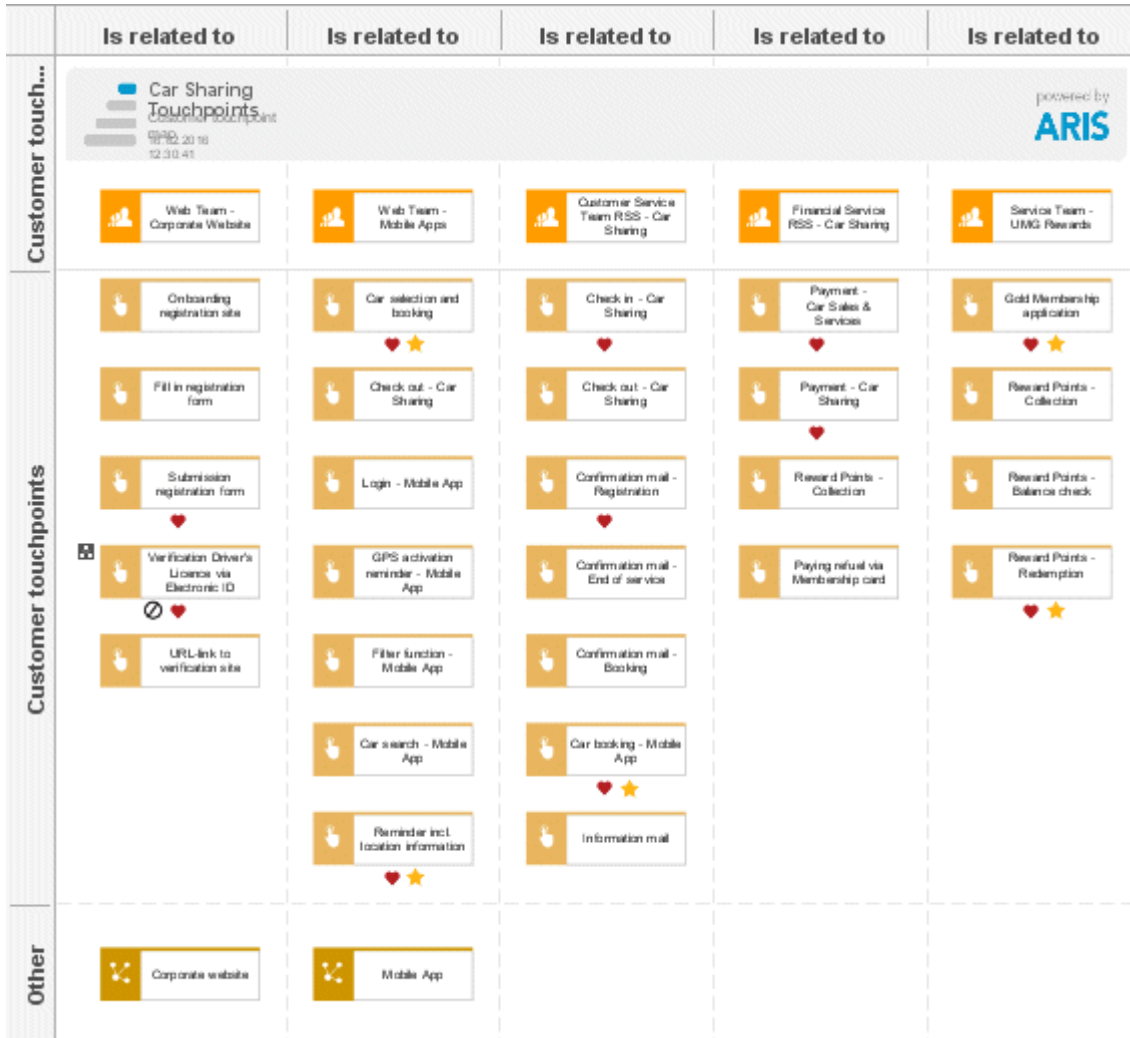 Is related to
Is related to
Is related to
Is related to
Is related to
Customer touch...
Car Sharing
Touchpoints
Customer touchpoint
map
2016
12:30:41
powered by
ARIS
Web Team -
Corporate Website
Web Team -
Mobile Apps
Customer Service
Team RSS - Car
Sharing
Financial Service
RSS - Car Sharing
Service Team -
UMG Rewards
Customer touchpoints
Onboarding
registration site
Car selection and
booking
Check in - Car
Sharing
Payment -
Car Sales &
Services
Gold Membership
application
Fill in registration
form
Check out - Car
Sharing
Check out - Car
Sharing
Payment - Car
Sharing
Reward Points -
Collection
Submission
registration form
Login - Mobile App
Confirmation mail -
Registration
Reward Points -
Collection
Reward Points -
Balance check
Verification Driver's
Licence via
Electronic ID
GPS activation
reminder - Mobile
App
Confirmation mail -
End of service
Paying refuel via
Membership card
Reward Points -
Redemption
URL-link to
verification site
Filter function -
Mobile App
Confirmation mail -
Booking
Car search - Mobile
App
Car booking - Mobile
App
Reminder incl.
location information
Information mail
Other
Corporate website
Mobile App